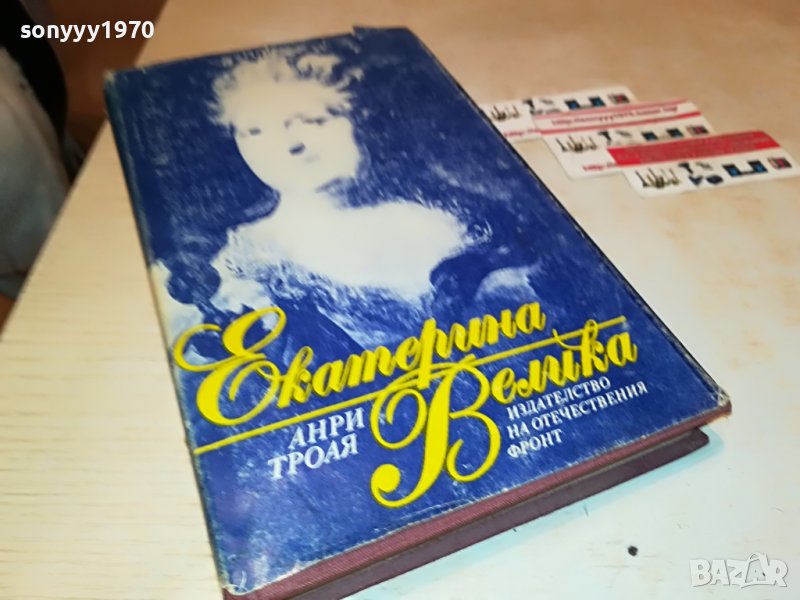 sonyyy1970
Екатерина
Велика
АНРИ
ТРОАЯ
ИЗДАТЕЛСТВО
НА ОТЕЧЕСТВЕНИЯ
ФРОНТ
BAZAR